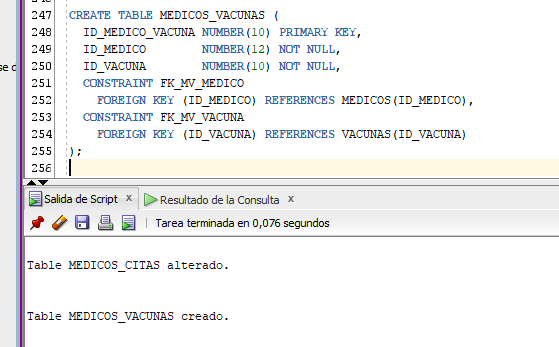 247 CREATE TABLE MEDICOS_VACUNAS (
248 ID_MEDICO_VACUNA NUMBER(10) PRIMARY KEY,
249 ID_MEDICO NUMBER(12) NOT NULL,
250 ID_VACUNA NUMBER(10) NOT NULL,
251 CONSTRAINT FK_MV_MEDICO
252 FOREIGN KEY (ID_MEDICO) REFERENCES MEDICOS(ID_MEDICO),
253 CONSTRAINT FK_MV_VACUNA
254 FOREIGN KEY (ID_VACUNA) REFERENCES VACUNAS(ID_VACUNA)
255 );
256
Salida de Script x Resultado de la Consulta x
Tarea terminada en 0,076 segundos
Table MEDICOS_CITAS alterado.
Table MEDICOS_VACUNAS creado.